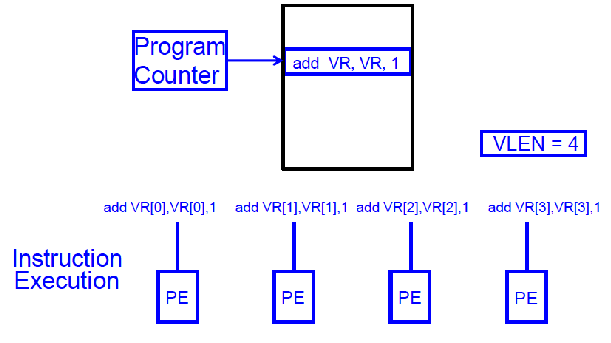 Program
Counter
add VR, VR, 1
VLEN = 4
add VR[0],VR[0],1
add VR[1],VR[1],1
add VR[2],VR[2],1
add VR[3],VR[3],1
Instruction
Execution
PE
PE
PE
PE